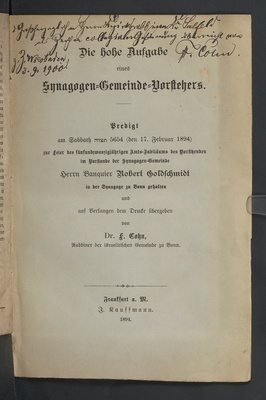 F. Cohn.
Wiesbaden,
1900
Die hohe Aufgabe
eines
Synagogen-Gemeinde-Vorstehers.
Predigt
am Sabbath 5654 (den 17. Februar 1894)
zur Feier des fünfundzwanzigjährigen Amts-Jubiläums des Vorsitzenden
im Vorstande der Synagogen-Gemeinde
Herrn Banquier Robert Goldschmidt
in der Synagoge zu Bonn gehalten
und
auf Verlangen dem Drucke übergeben
von
Dr. F. Cohn,
Rabbiner der israelitischen Gemeinde zu Bonn.
Frankfurt a. M.
J. Kauffmann.
1894.